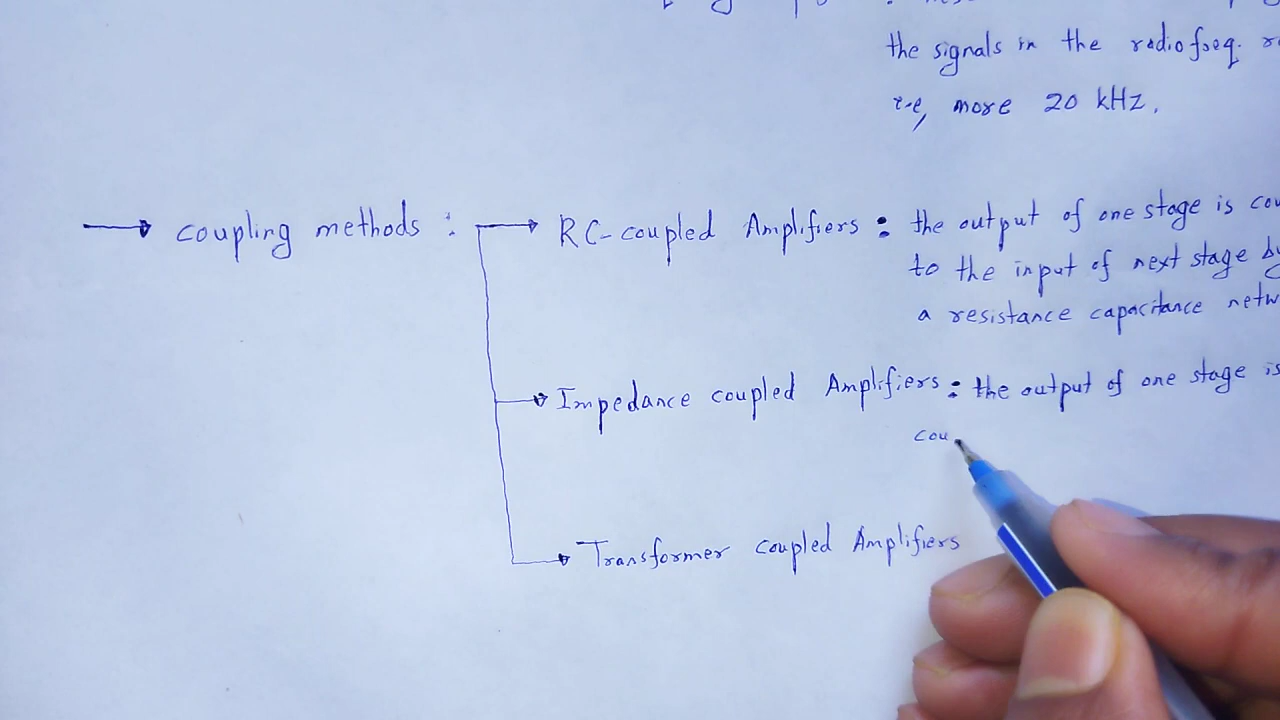 the signals in the radiofreq.
i.e, more 20 kHz.
→ coupling methods : → RC-coupled Amplifiers : the output of one stage is
to the input of next stage by
a resistance capacitance
→ Impedance coupled Amplifiers : the output of one stage is
cou
→ Transformer coupled Amplifiers